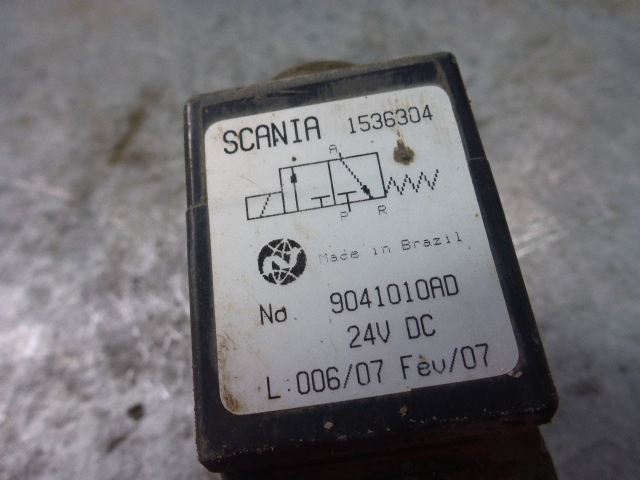 SCANIA 1536304
A
P R
Made in Brazil
No. 9041010AD
24V DC
L:006/07 Fev/07